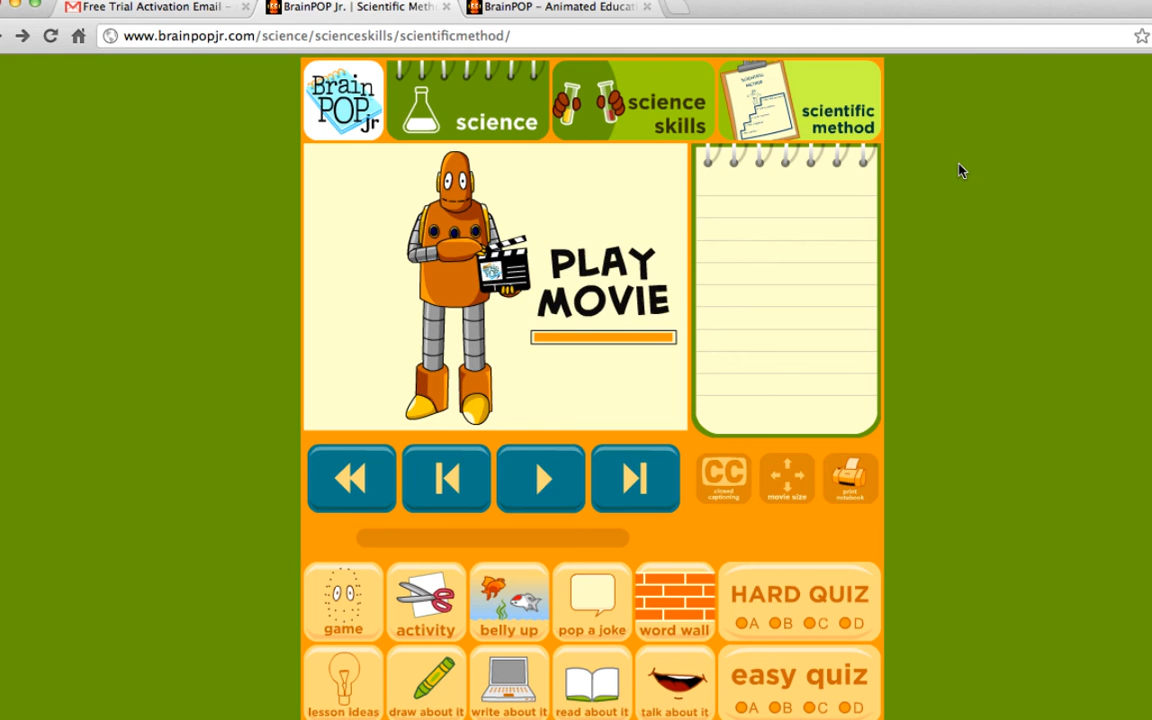 Free Trial Activation Email -
BrainPOP Jr. | Scientific Meth
BrainPOP – Animated Educati
www.brainpopjr.com/science/scienceskills/scientificmethod/
Brain
POP
jr
science
science
skills
SCIENTIFIC
METHOD
scientific
method
PLAY
MOVIE
CC
closed
captioning
movie size
print
notebook
game
activity
belly up
pop a joke
word wall
HARD QUIZ
A B C D
lesson ideas
draw about it
write about it
read about it
talk about it
easy quiz
A B C D